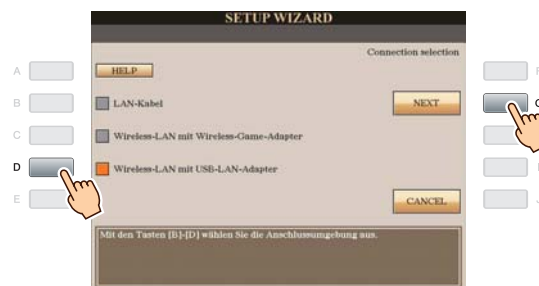 SETUP WIZARD
Connection selection
A
HELP
B
LAN-Kabel
NEXT
C
Wireless-LAN mit Wireless-Game-Adapter
D
Wireless-LAN mit USB-LAN-Adapter
E
CANCEL
Mit den Tasten [B]-[D] wählen Sie die Anschlussumgebung aus.